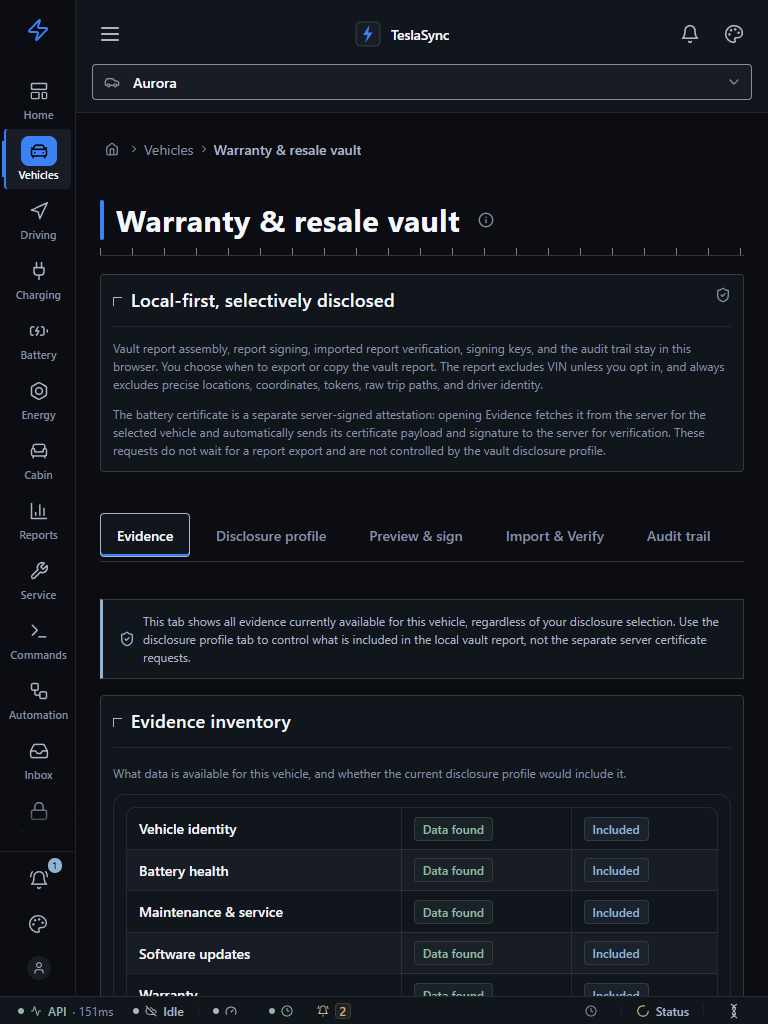 TeslaSync
Aurora
Home
Vehicles
Driving
Charging
Battery
Energy
Cabin
Reports
Service
Commands
Automation
Inbox
1
Vehicles
Warranty & resale vault
Warranty & resale vault
Local-first, selectively disclosed
Vault report assembly, report signing, imported report verification, signing keys, and the audit trail stay in this
browser. You choose when to export or copy the vault report. The report excludes VIN unless you opt in, and always
excludes precise locations, coordinates, tokens, raw trip paths, and driver identity.
The battery certificate is a separate server-signed attestation: opening Evidence fetches it from the server for the
selected vehicle and automatically sends its certificate payload and signature to the server for verification. These
requests do not wait for a report export and are not controlled by the vault disclosure profile.
Evidence Disclosure profile Preview & sign Import & Verify Audit trail
This tab shows all evidence currently available for this vehicle, regardless of your disclosure selection. Use the
disclosure profile tab to control what is included in the local vault report, not the separate server certificate
requests.
Evidence inventory
What data is available for this vehicle, and whether the current disclosure profile would include it.
Vehicle identity Data found Included
Battery health Data found Included
Maintenance & service Data found Included
Software updates Data found Included
Warranty Data found Included
API · 151ms Idle 2 Status